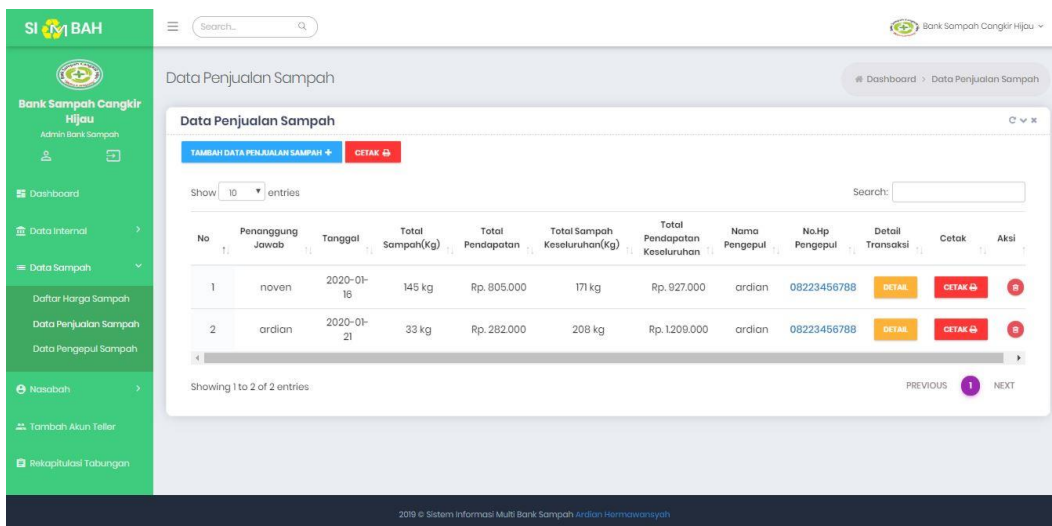 SI M BAH
Search...
Bank Sampah Cangkir Hijau
Bank Sampah Cangkir
Hijau
Admin Bank Sampah
Dashboard
Data Internal
Data Sampah
Daftar Harga Sampah
Data Penjualan Sampah
Data Pengepul Sampah
Nasabah
Tambah Akun Teller
Rekapitulasi Tabungan
Data Penjualan Sampah
Dashboard > Data Penjualan Sampah
Data Penjualan Sampah
TAMBAH DATA PENJUALAN SAMPAH +
CETAK
Show 10 entries
Search:
No Penanggung Jawab Tanggal Total Sampah(Kg) Total Pendapatan Total Sampah Keseluruhan(Kg) Total Pendapatan Keseluruhan Nama Pengepul No.Hp Pengepul Detail Transaksi Cetak Aksi
1 noven 2020-01-16 145 kg Rp. 805.000 171 kg Rp. 927.000 ardian 08223456788 DETAIL CETAK
2 ardian 2020-01-21 33 kg Rp. 282.000 208 kg Rp. 1.209.000 ardian 08223456788 DETAIL CETAK
Showing 1 to 2 of 2 entries
PREVIOUS 1 NEXT
2019 © Sistem Informasi Multi Bank Sampah Ardian Hermawansyah